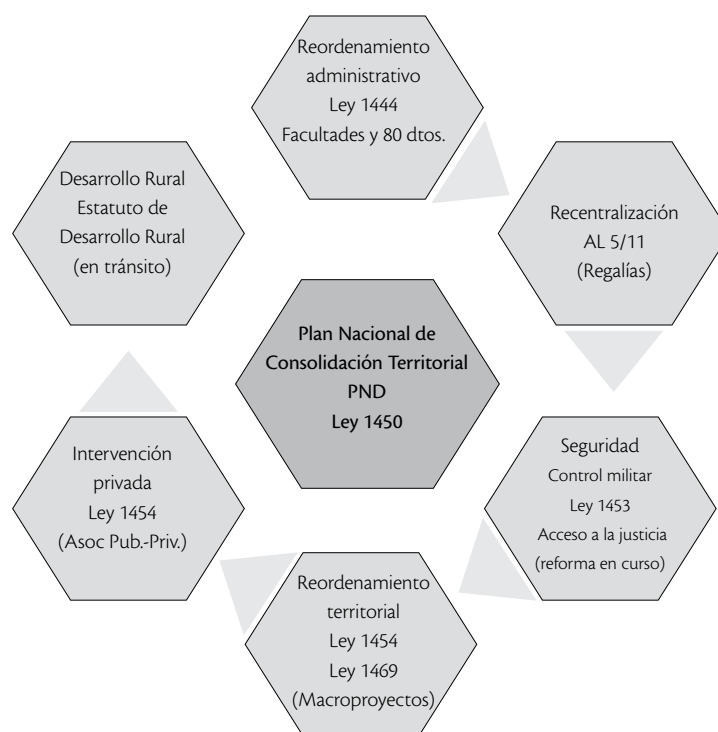 Reordenamiento
administrativo
Ley 1444
Facultades y 80 dtos.
Recentralización
AL 5/11
(Regalías)
Seguridad
Control militar
Ley 1453
Acceso a la justicia
(reforma en curso)
Reordenamiento
territorial
Ley 1454
Ley 1469
(Macroproyectos)
Intervención
privada
Ley 1454
(Asoc Pub.-Priv.)
Desarrollo Rural
Estatuto de
Desarrollo Rural
(en tránsito)
Plan Nacional de
Consolidación Territorial
PND
Ley 1450